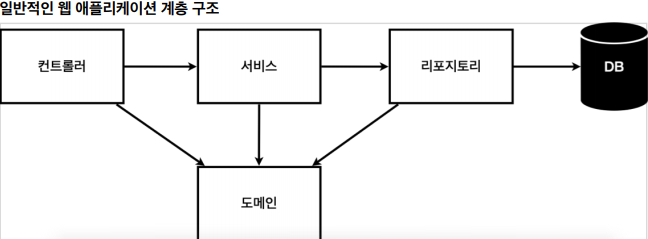 일반적인 웹 애플리케이션 계층 구조
컨트롤러
서비스
리포지토리
DB
도메인